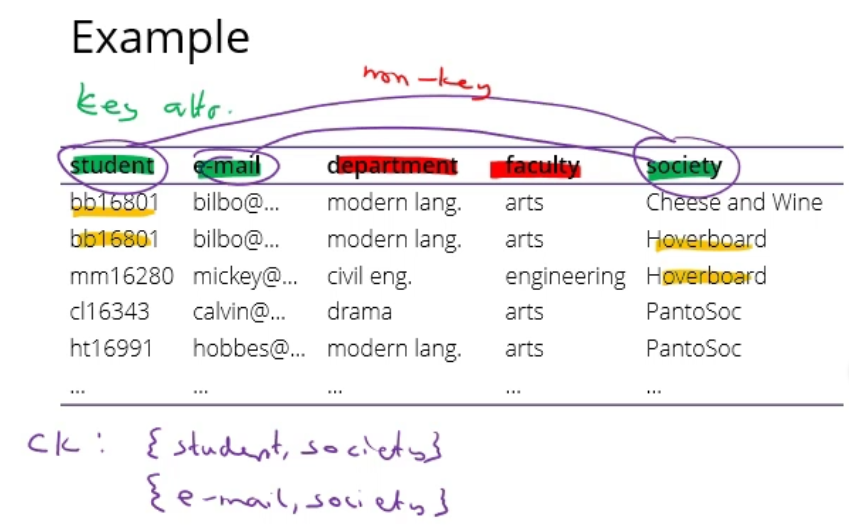 Example
non-key
key attr.
student e-mail department faculty society
bb16801 bilbo@... modern lang. arts Cheese and Wine
bb16801 bilbo@... modern lang. arts Hoverboard
mm16280 mickey@... civil eng. engineering Hoverboard
cl16343 calvin@... drama arts PantoSoc
ht16991 hobbes@... modern lang. arts PantoSoc
... ... ... ... ...
CK: {student, society}
{e-mail, society}